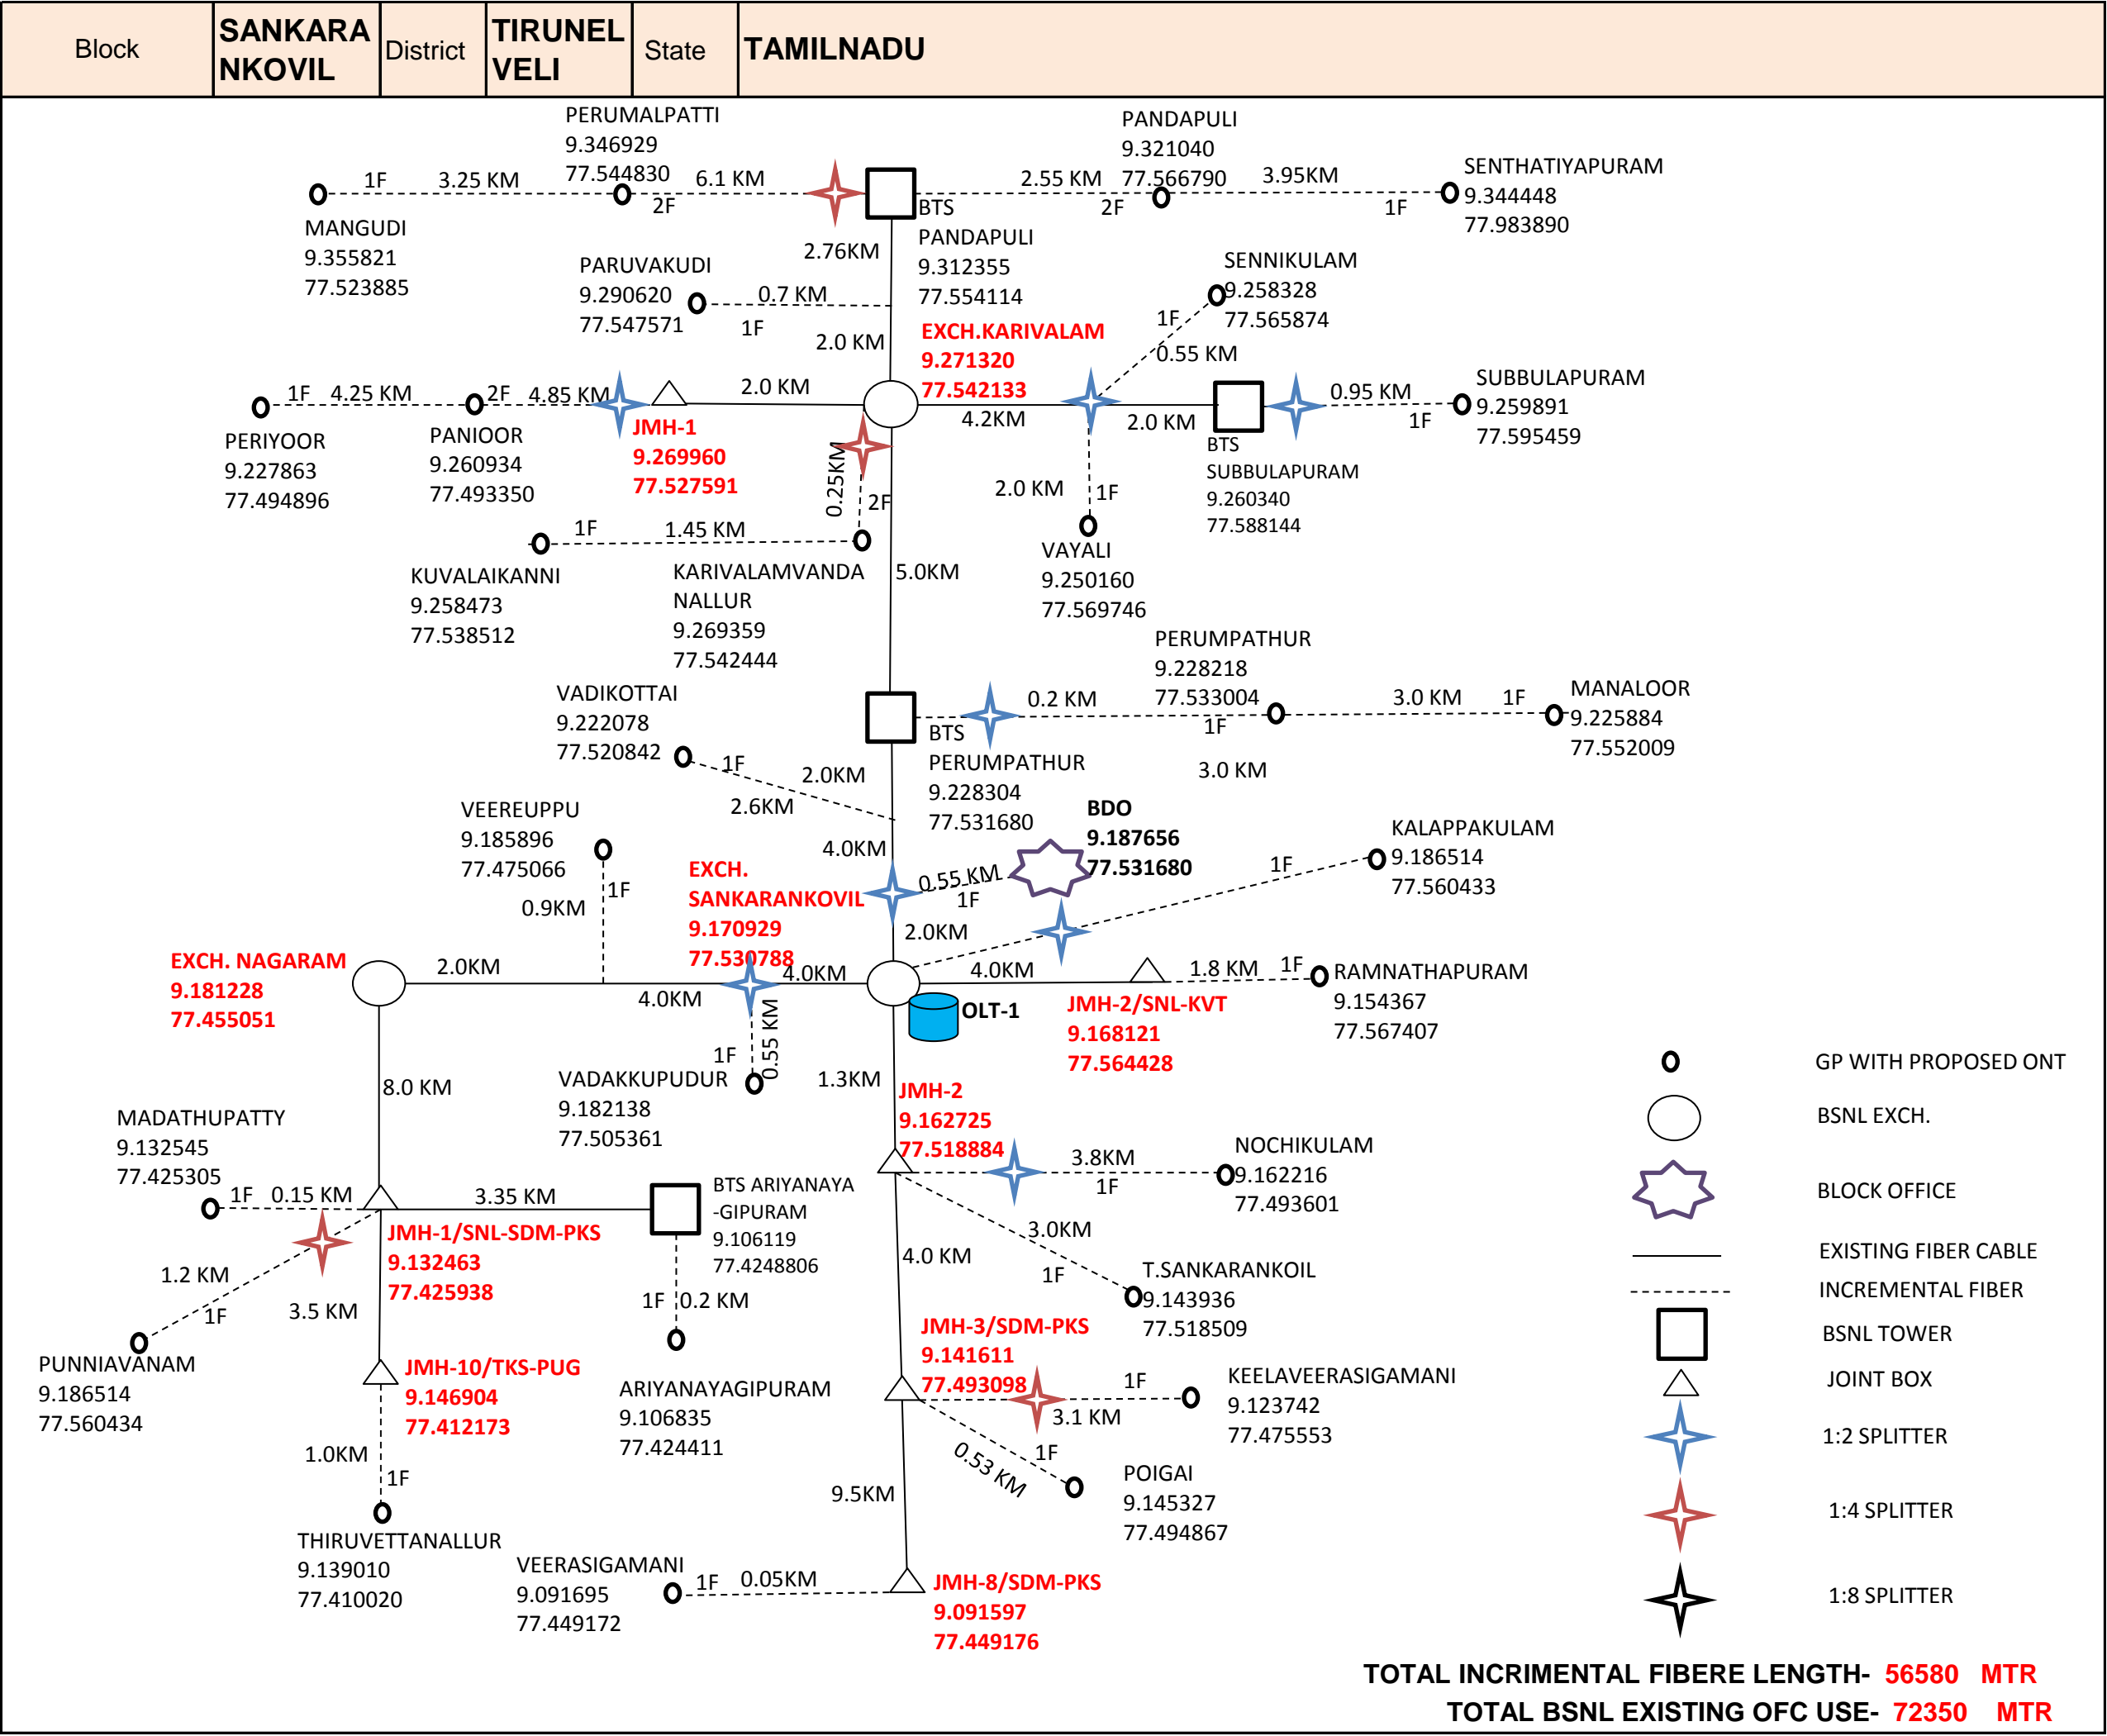 Block
SANKARA
NKOVIL
District
TIRUNEL
VELI
State
TAMILNADU
PERUMALPATTI
9.346929
77.544830
1F
3.25 KM
6.1 KM
2F
MANGUDI
9.355821
77.523885
PANDAPULI
9.321040
77.566790
2.55 KM
2F
3.95KM
1F
SENTHATIYAPURAM
9.344448
77.983890
BTS
PANDAPULI
9.312355
77.554114
2.76KM
PARUVAKUDI
9.290620
77.547571
0.7 KM
1F
2.0 KM
SENNIKULAM
9.258328
77.565874
1F
0.55 KM
EXCH.KARIVALAM
9.271320
77.542133
1F
4.25 KM
2F
4.85 KM
2.0 KM
PERIYOOR
9.227863
77.494896
PANIOOR
9.260934
77.493350
JMH-1
9.269960
77.527591
4.2KM
2.0 KM
0.95 KM
1F
SUBBULAPURAM
9.259891
77.595459
BTS
SUBBULAPURAM
9.260340
77.588144
0.25KM
2F
2.0 KM
1F
VAYALI
9.250160
77.569746
1F
1.45 KM
KUVALAIKANNI
9.258473
77.538512
KARIVALAMVANDA
NALLUR
9.269359
77.542444
5.0KM
PERUMPATHUR
9.228218
77.533004
0.2 KM
1F
3.0 KM
1F
3.0 KM
MANALOOR
9.225884
77.552009
VADIKOTTAI
9.222078
77.520842
1F
2.6KM
2.0KM
BTS
PERUMPATHUR
9.228304
77.531680
4.0KM
BDO
9.187656
77.531680
0.55 KM
1F
2.0KM
KALAPPAKULAM
9.186514
77.560433
1F
VEEREUPPU
9.185896
77.475066
1F
0.9KM
EXCH.
SANKARANKOVIL
9.170929
77.530788
EXCH. NAGARAM
9.181228
77.455051
2.0KM
4.0KM
4.0KM
4.0KM
1.8 KM
1F
RAMNATHAPURAM
9.154367
77.567407
OLT-1
JMH-2/SNL-KVT
9.168121
77.564428
1F
0.55 KM
VADAKKUPUDUR
9.182138
77.505361
1.3KM
8.0 KM
JMH-2
9.162725
77.518884
3.8KM
1F
NOCHIKULAM
9.162216
77.493601
MADATHUPATTY
9.132545
77.425305
1F
0.15 KM
3.35 KM
BTS ARIYANAYA
-GIPURAM
9.106119
77.4248806
JMH-1/SNL-SDM-PKS
9.132463
77.425938
1.2 KM
1F
PUNNIAVANAM
9.186514
77.560434
3.5 KM
1F
0.2 KM
ARIYANAYAGIPURAM
9.106835
77.424411
3.0KM
1F
T.SANKARANKOIL
9.143936
77.518509
4.0 KM
JMH-3/SDM-PKS
9.141611
77.493098
1F
3.1 KM
KEELAVEERASIGAMANI
9.123742
77.475553
0.53 KM
1F
POIGAI
9.145327
77.494867
JMH-10/TKS-PUG
9.146904
77.412173
1.0KM
1F
THIRUVETTANALLUR
9.139010
77.410020
9.5KM
VEERASIGAMANI
9.091695
77.449172
1F
0.05KM
JMH-8/SDM-PKS
9.091597
77.449176
GP WITH PROPOSED ONT
BSNL EXCH.
BLOCK OFFICE
EXISTING FIBER CABLE
INCREMENTAL FIBER
BSNL TOWER
JOINT BOX
1:2 SPLITTER
1:4 SPLITTER
1:8 SPLITTER
TOTAL INCRIMENTAL FIBERE LENGTH- 56580 MTR
TOTAL BSNL EXISTING OFC USE- 72350 MTR